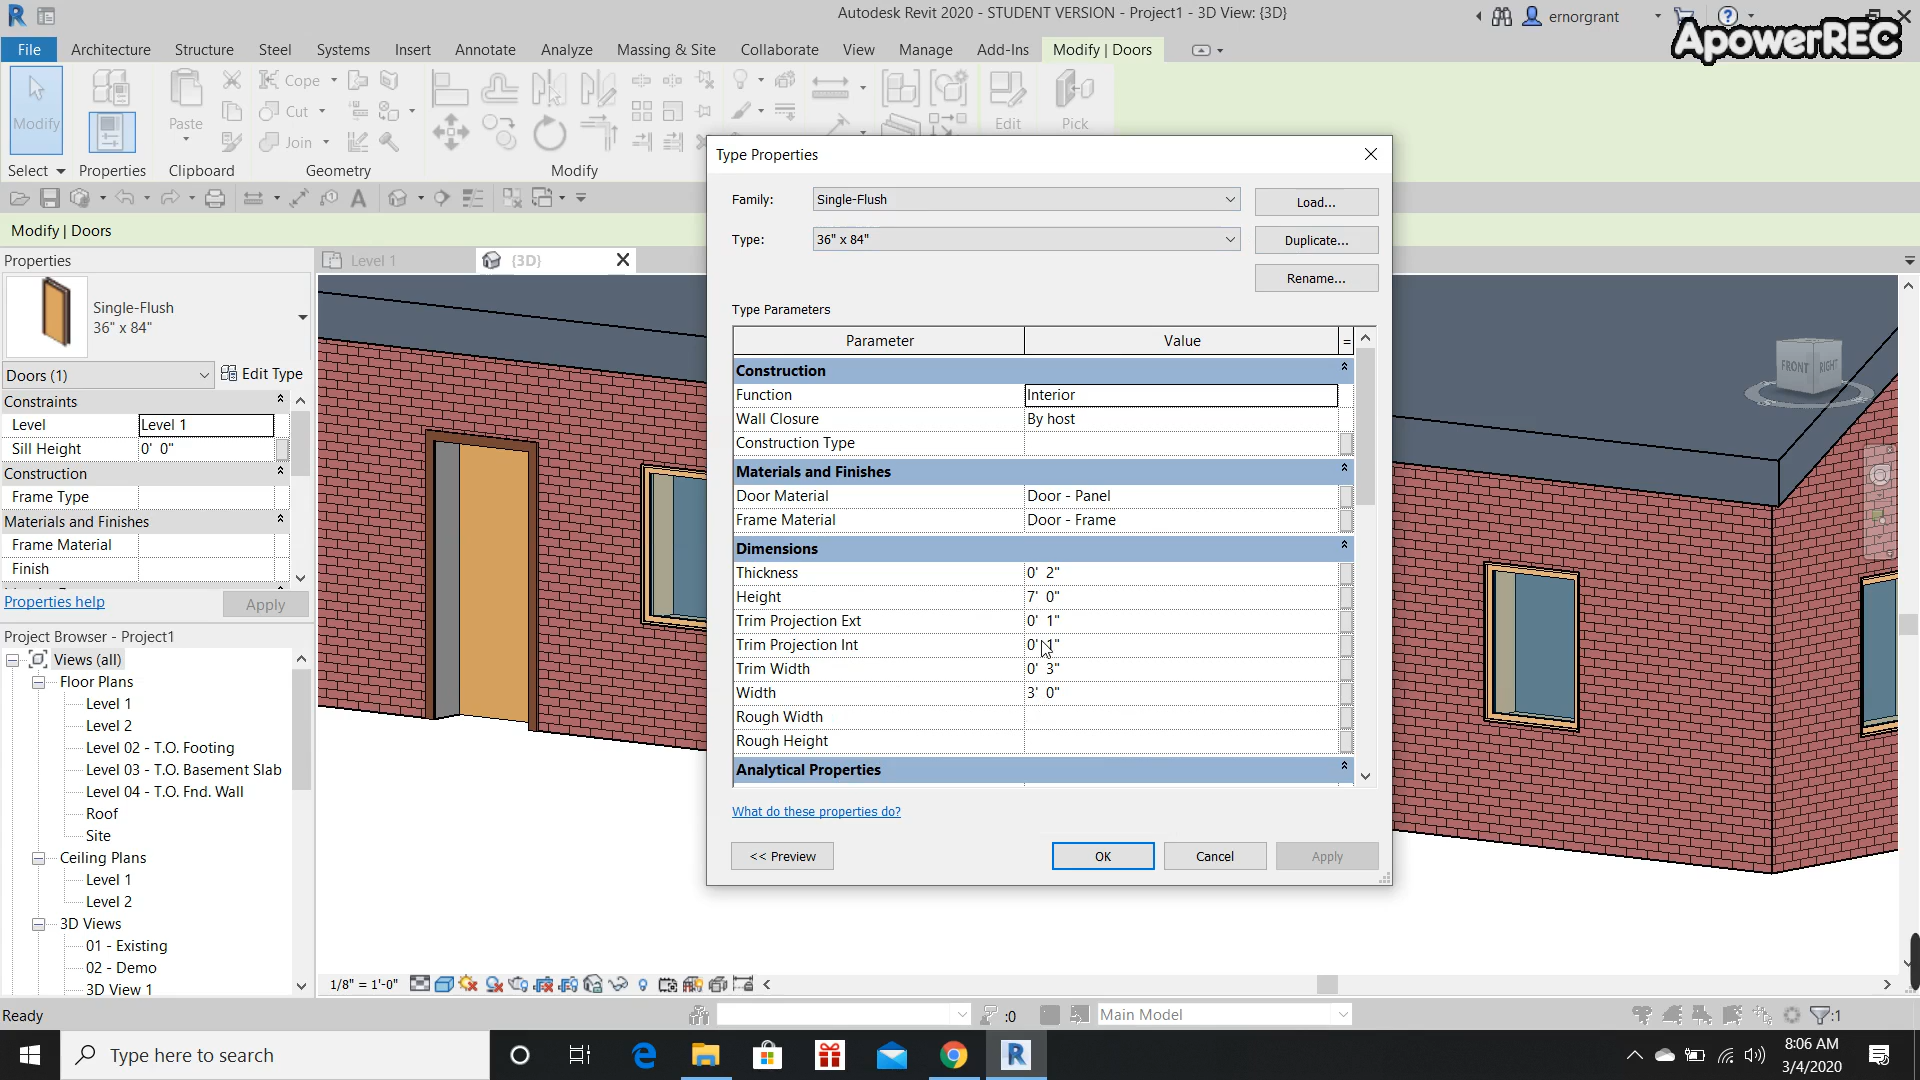 Autodesk Revit 2020 - STUDENT VERSION - Project1 - 3D View: {3D}
ernorgrant
ApowerREC
File Architecture Structure Steel Systems Insert Annotate Analyze Massing & Site Collaborate View Manage Add-Ins Modify | Doors
Modify
Paste
Cope
Cut
Join
Edit
Pick
Select Properties Clipboard Geometry Modify
Modify | Doors
Properties
Single-Flush
36" x 84"
Doors (1)
Edit Type
Constraints
Level Level 1
Sill Height 0' 0"
Construction
Frame Type
Materials and Finishes
Frame Material
Finish
Properties help
Apply
Project Browser - Project1
Views (all)
Floor Plans
Level 1
Level 2
Level 02 - T.O. Footing
Level 03 - T.O. Basement Slab
Level 04 - T.O. Fnd. Wall
Roof
Site
Ceiling Plans
Level 1
Level 2
3D Views
01 - Existing
02 - Demo
3D View 1
Level 1
{3D}
FRONT RIGHT
Type Properties
Family: Single-Flush Load...
Type: 36" x 84" Duplicate...
Rename...
Type Parameters
Parameter Value =
Construction
Function Interior
Wall Closure By host
Construction Type
Materials and Finishes
Door Material Door - Panel
Frame Material Door - Frame
Dimensions
Thickness 0' 2"
Height 7' 0"
Trim Projection Ext 0' 1"
Trim Projection Int 0' 1"
Trim Width 0' 3"
Width 3' 0"
Rough Width
Rough Height
Analytical Properties
What do these properties do?
<< Preview OK Cancel Apply
1/8" = 1'-0"
Ready
:0
Main Model
:1
Type here to search
8:06 AM
3/4/2020